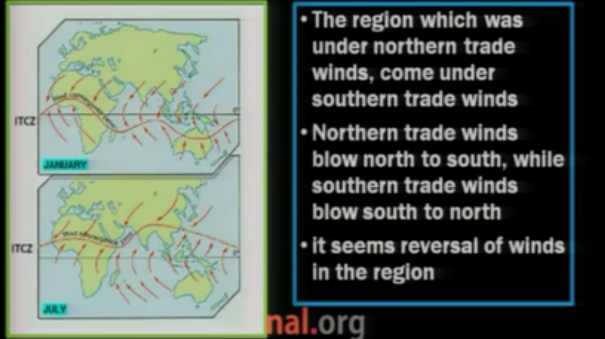 ITCZ
JANUARY
ITCZ
JULY
• The region which was
under northern trade
winds, come under
southern trade winds
• Northern trade winds
blow north to south, while
southern trade winds
blow south to north
• it seems reversal of winds
in the region
nal.org